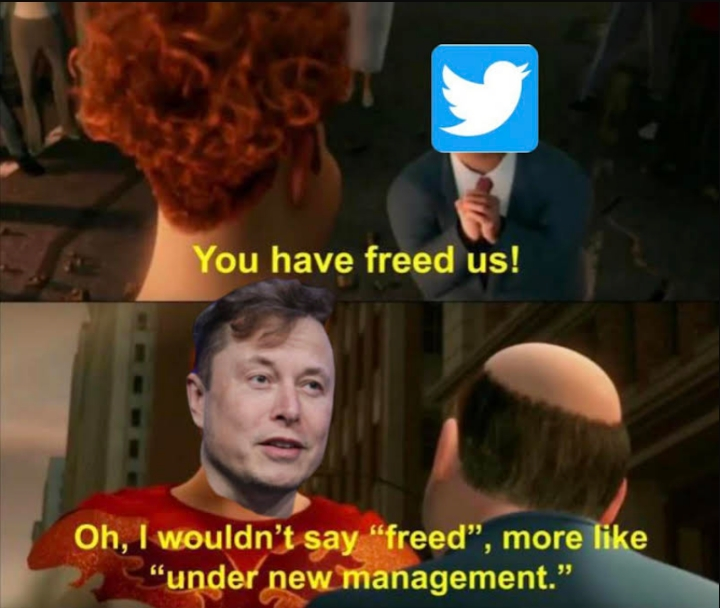 You have freed us!
Oh, I wouldn't say “freed”, more like
“under new management.”